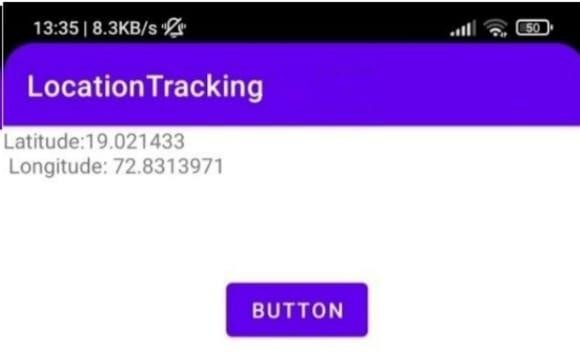 13:35 | 8.3KB/s
50
LocationTracking
Latitude:19.021433
Longitude: 72.8313971
BUTTON